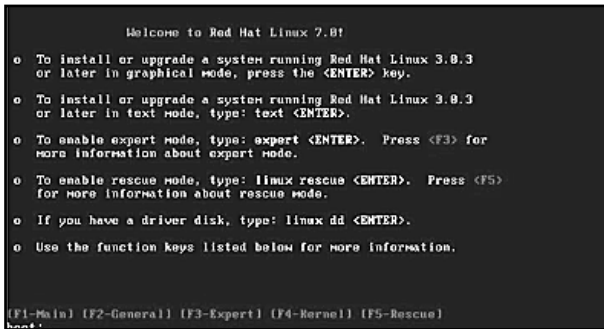 Welcome to Red Hat Linux 7.0!
o To install or upgrade a system running Red Hat Linux 3.0.3
or later in graphical mode, press the <ENTER> key.
o To install or upgrade a system running Red Hat Linux 3.0.3
or later in text mode, type: text <ENTER>.
o To enable expert mode, type: expert <ENTER>. Press <F3> for
more information about expert mode.
o To enable rescue mode, type: linux rescue <ENTER>. Press <F5>
for more information about rescue mode.
o If you have a driver disk, type: linux dd <ENTER>.
o Use the function keys listed below for more information.
[F1-Main] [F2-General] [F3-Expert] [F4-Kernel] [F5-Rescue]
boot: